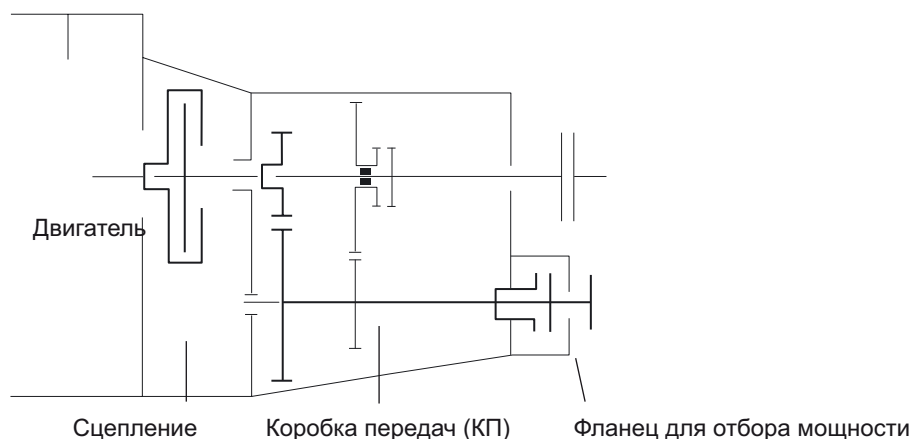 Двигатель
Сцепление
Коробка передач (КП)
Фланец для отбора мощности